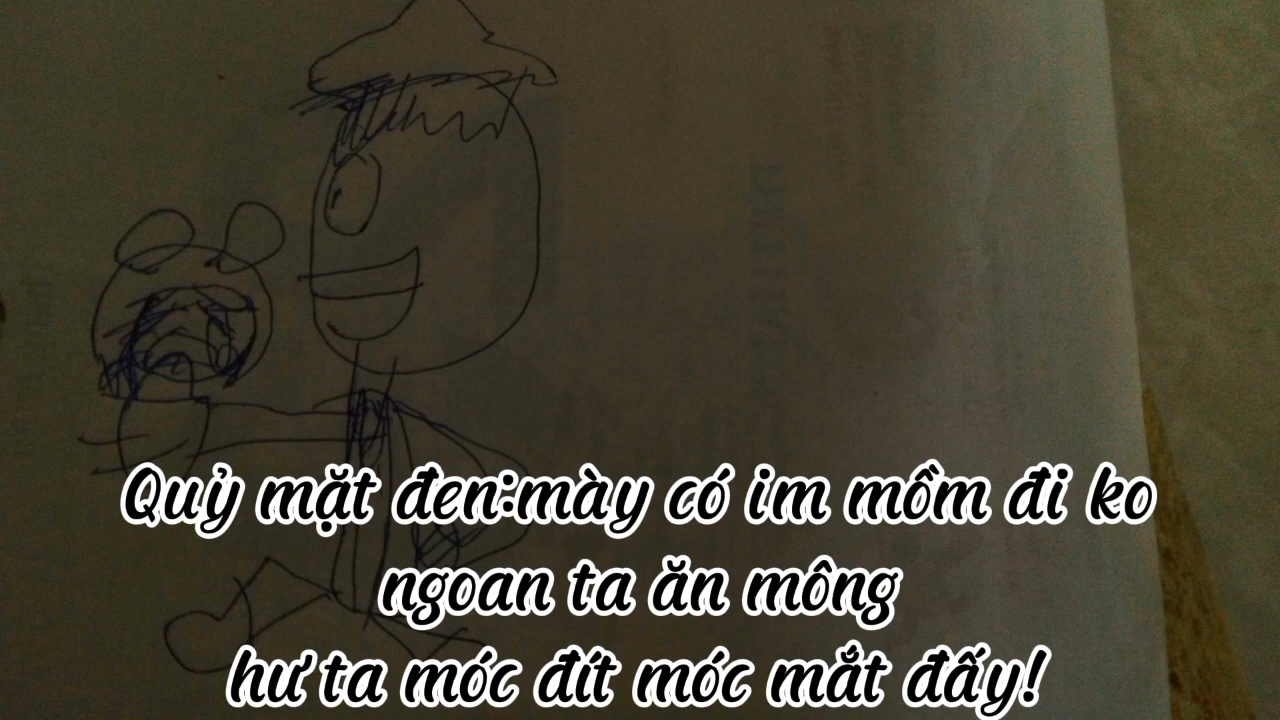 Quỷ mặt đen:mày có im mồm đi ko
ngoan ta ăn mông
hư ta móc đít móc mắt đấy!